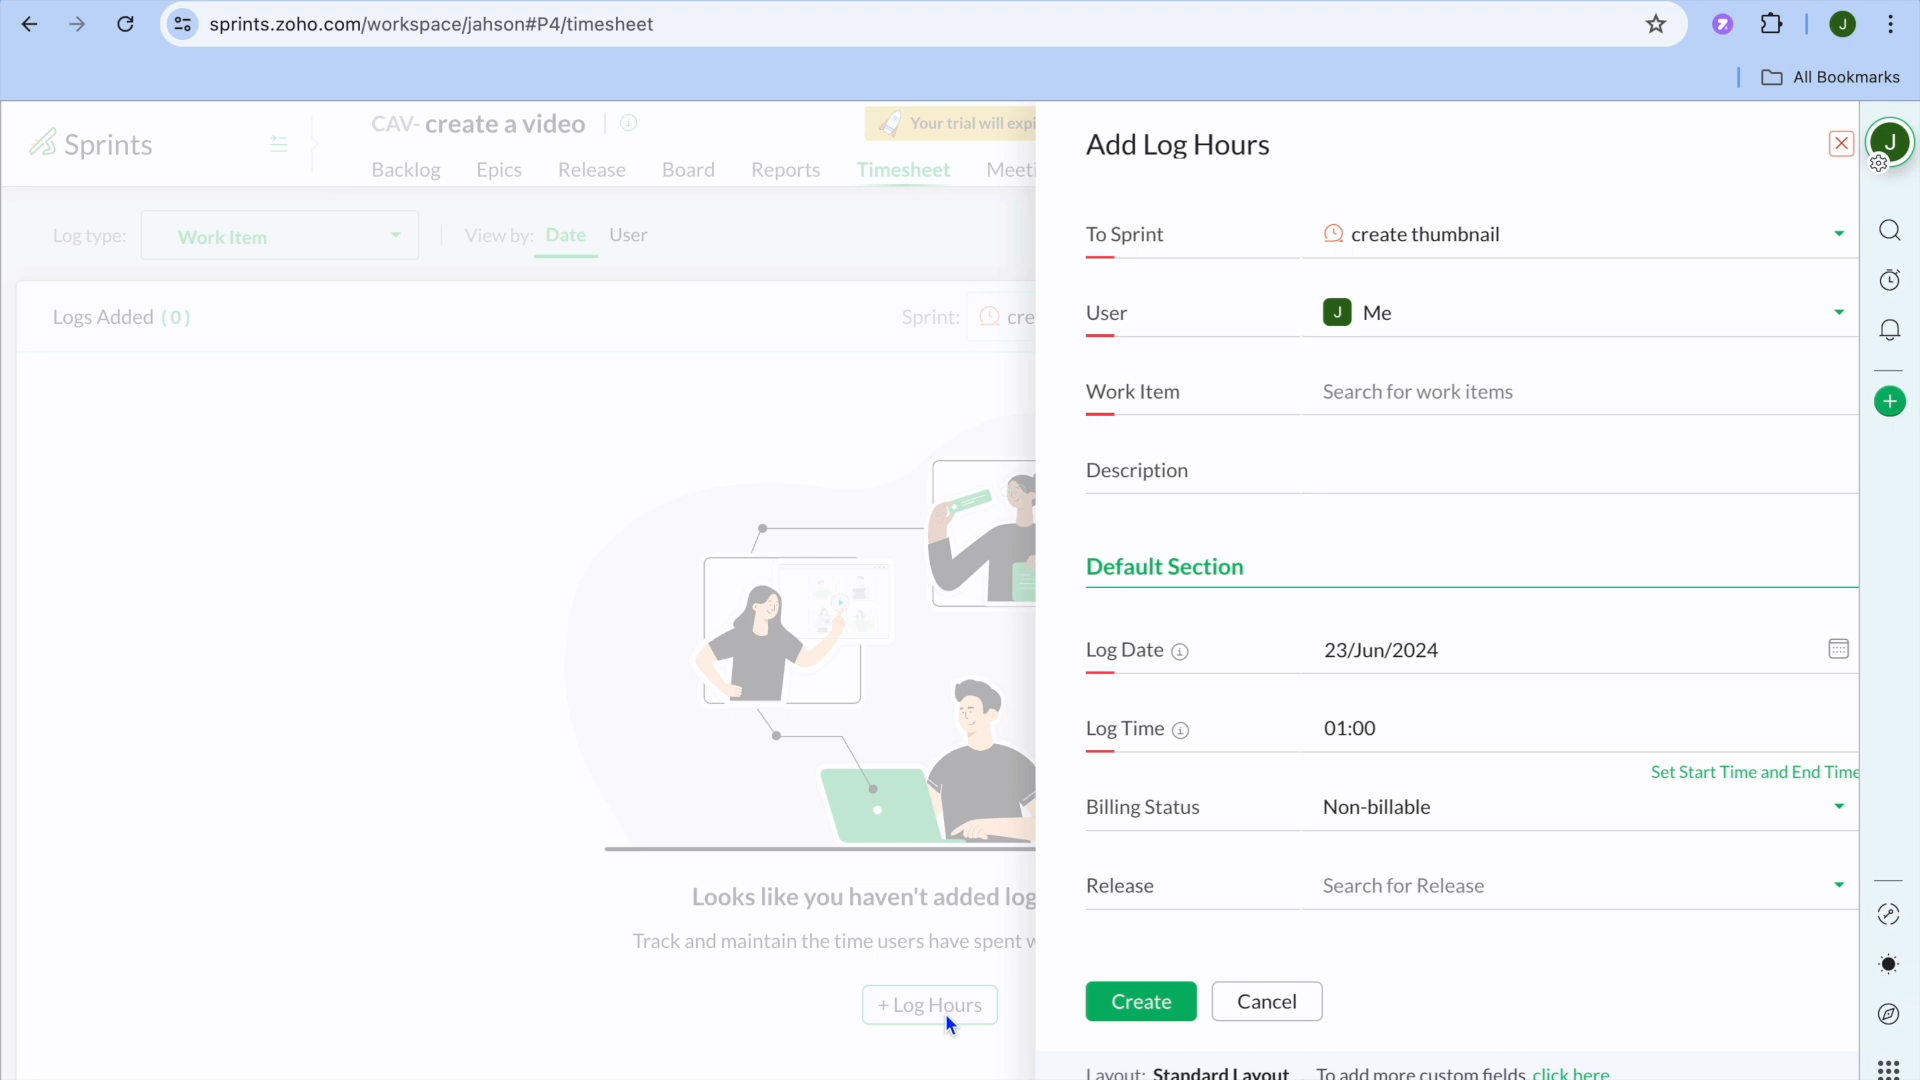 sprints.zoho.com/workspace/jahson#P4/timesheet
J
All Bookmarks
Sprints
CAV- create a video
Your trial will expi
Backlog Epics Release Board Reports Timesheet Meeti
Log type: Work Item View by: Date User
Logs Added (0) Sprint: cre
Looks like you haven't added log
Track and maintain the time users have spent w
+ Log Hours
Add Log Hours
J
To Sprint create thumbnail
User J Me
Work Item Search for work items
Description
Default Section
Log Date 23/Jun/2024
Log Time 01:00
Set Start Time and End Time
Billing Status Non-billable
Release Search for Release
Create Cancel
Layout: Standard Layout To add more custom fields, click here